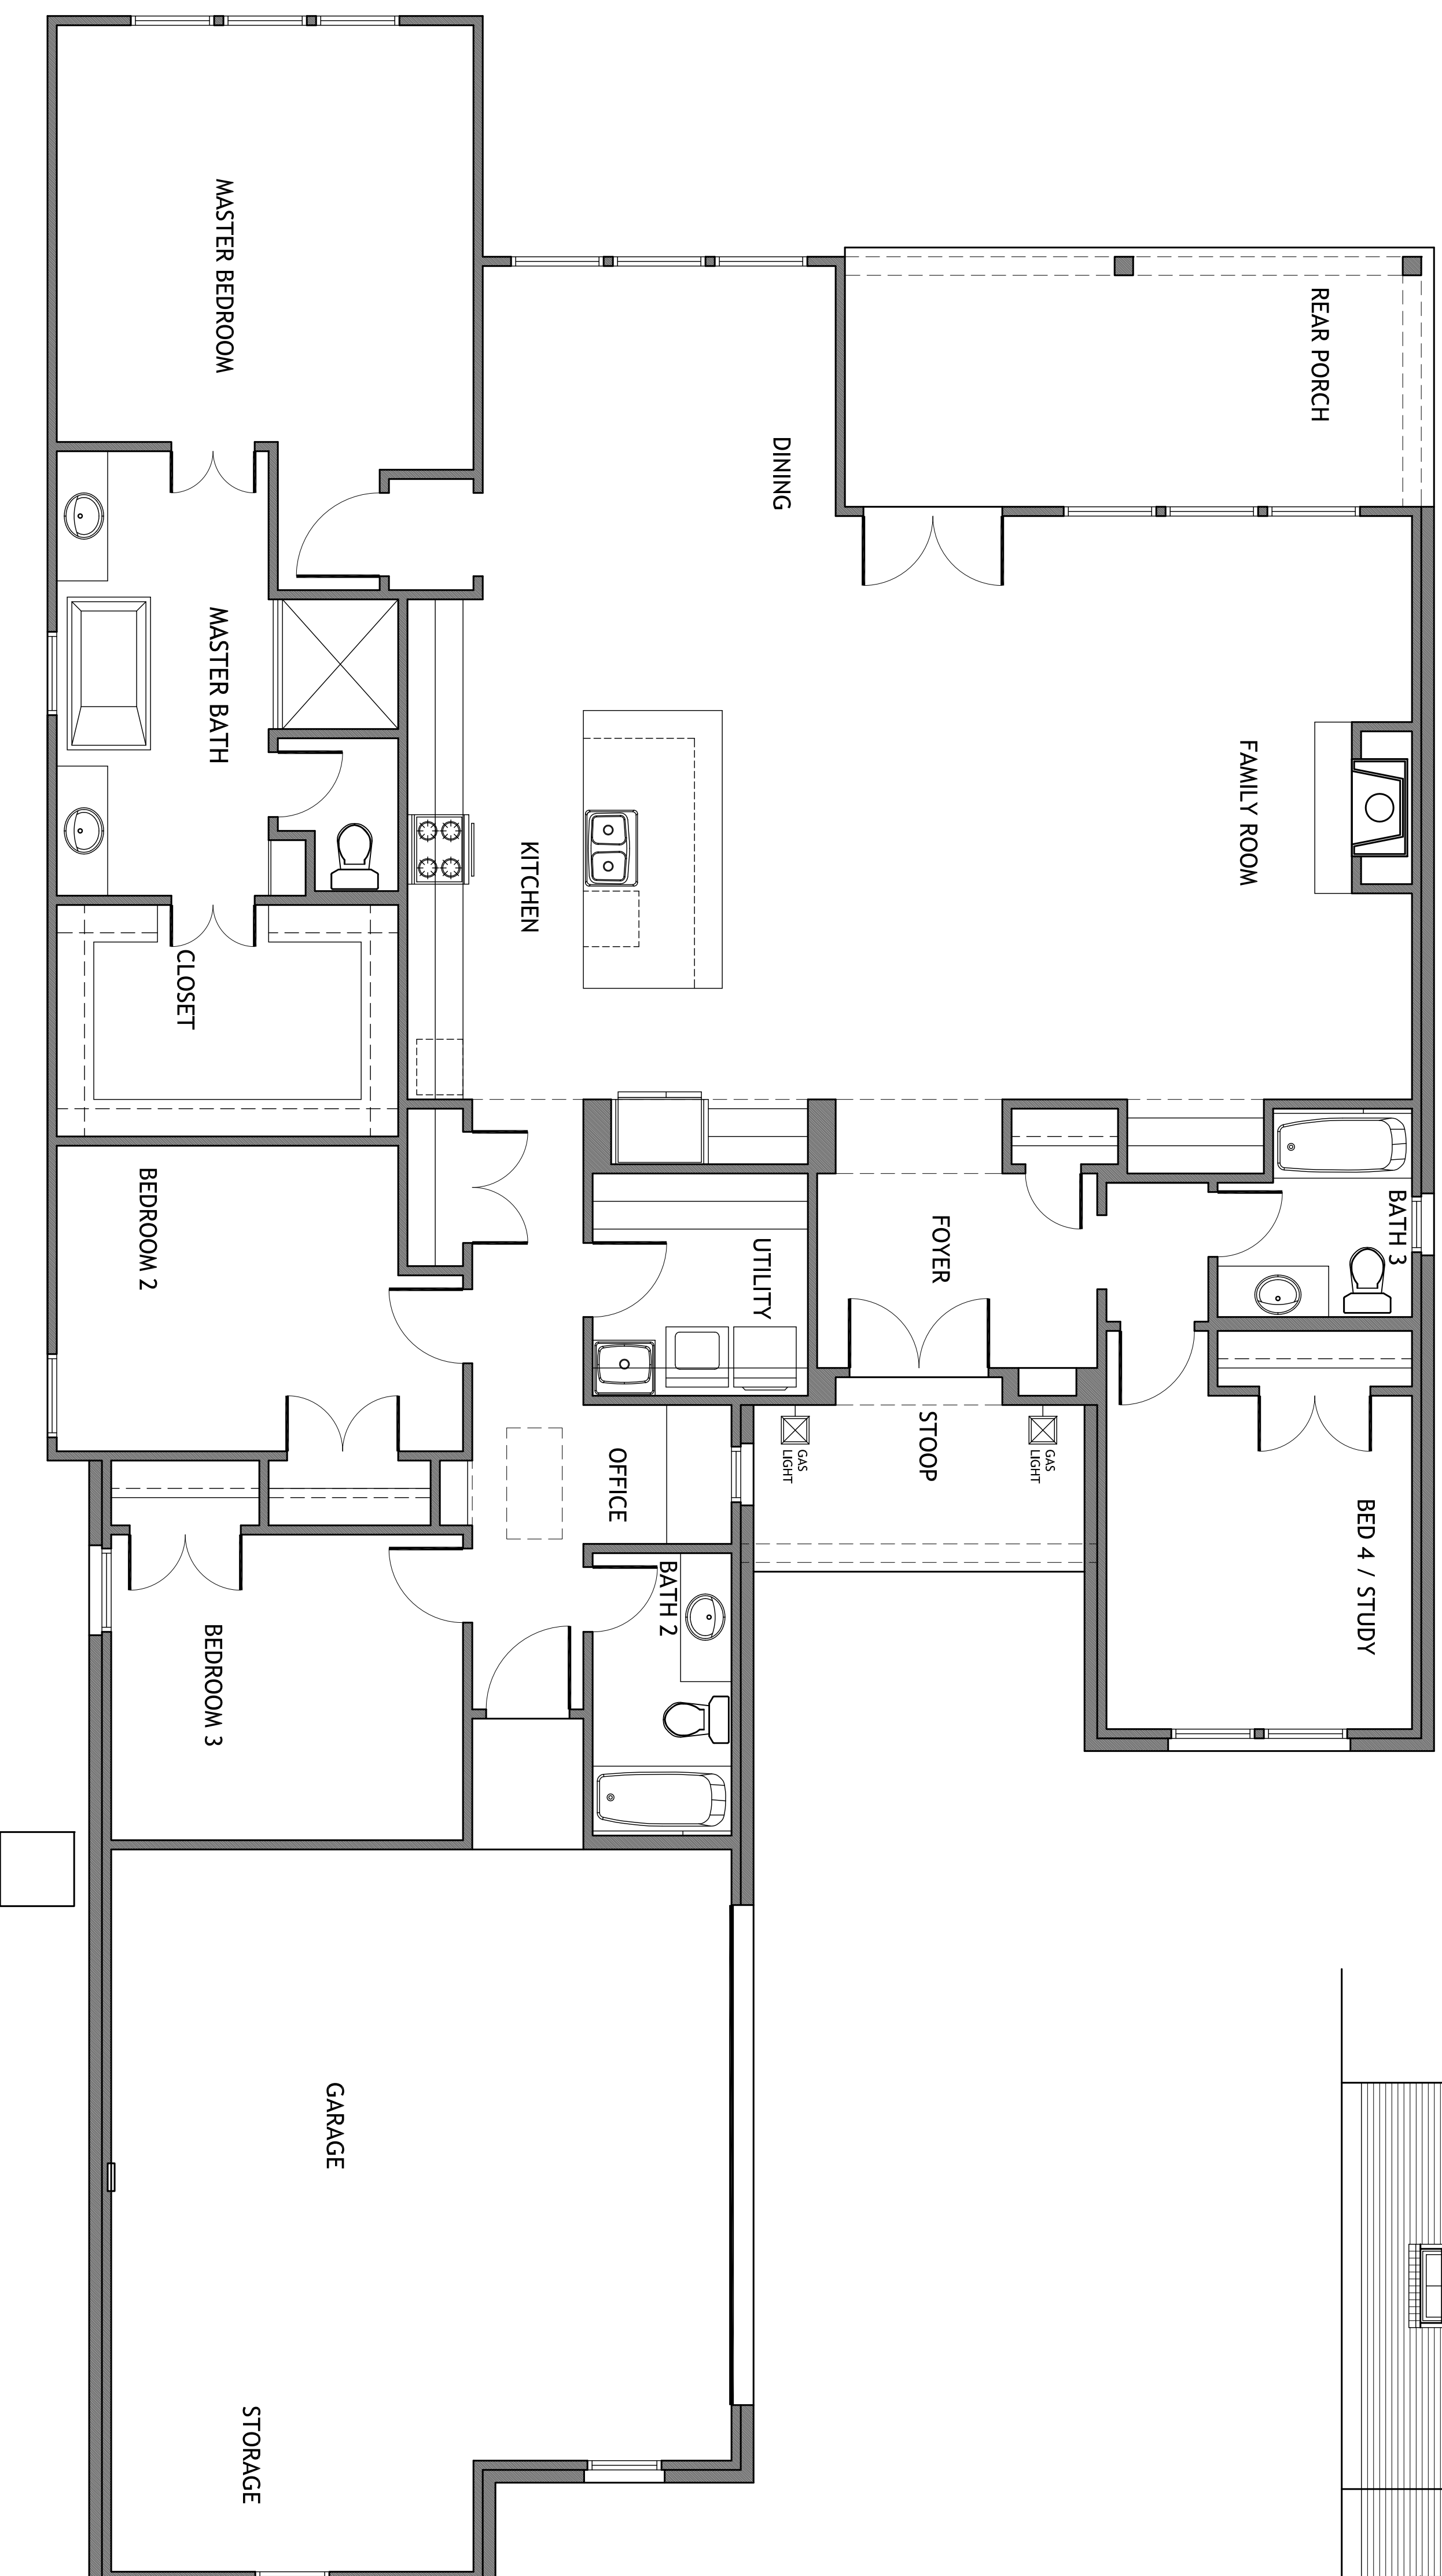 MASTER BEDROOM
REAR PORCH
DINING
MASTER BATH
FAMILY ROOM
KITCHEN
CLOSET
BEDROOM 2
UTILITY
FOYER
BATH 3
STOOP
GAS
LIGHT
GAS
LIGHT
OFFICE
BED 4 / STUDY
BATH 2
BEDROOM 3
GARAGE
STORAGE